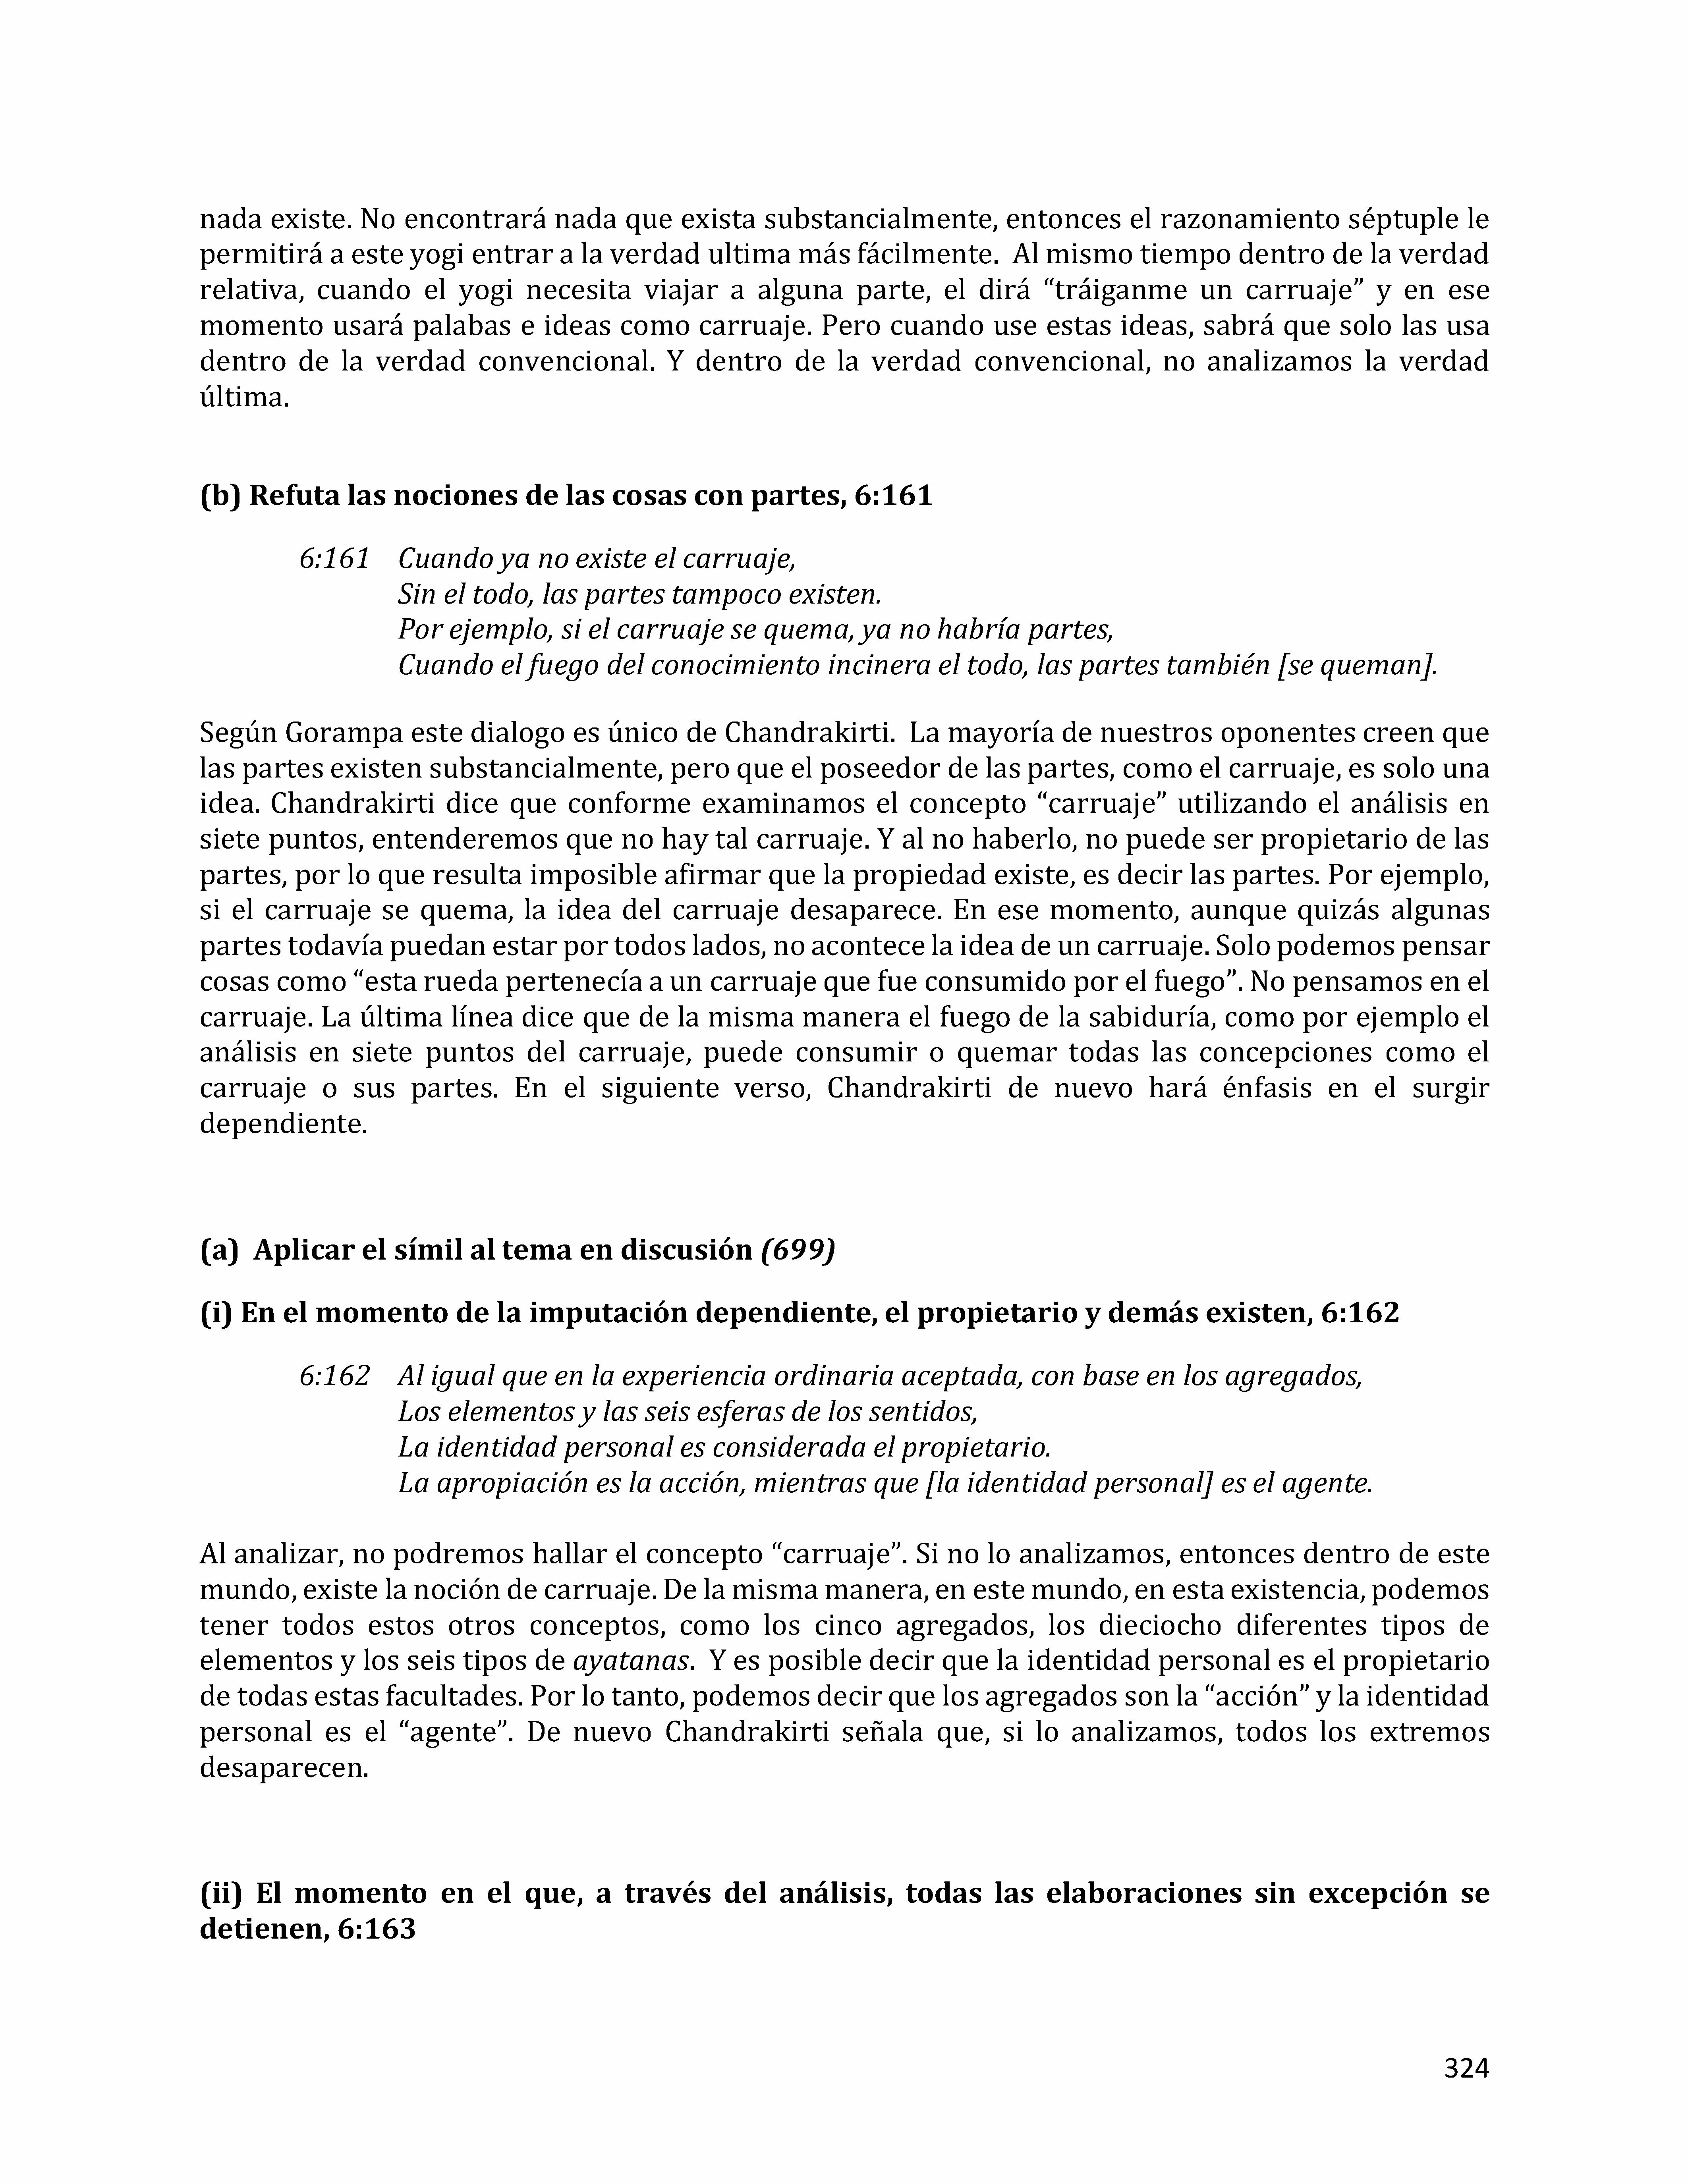 nada existe. No encontrará nada que exista substancialmente, entonces el razonamiento séptuple le
permitirá a este yogi entrar a la verdad ultima más fácilmente.  Al mismo tiempo dentro de la verdad
relativa, cuando el yogi necesita viajar a alguna parte, el dirá “tráiganme un carruaje” y en ese
momento usará palabas e ideas como carruaje. Pero cuando use estas ideas, sabrá que solo las usa
dentro de la verdad convencional. Y dentro de la verdad convencional, no analizamos la verdad
última.
(b) Refuta las nociones de las cosas con partes, 6:161
6:161 Cuando ya no existe el carruaje,
Sin el todo, las partes tampoco existen.
Por ejemplo, si el carruaje se quema, ya no habría partes,
Cuando el fuego del conocimiento incinera el todo, las partes también [se queman].
Según Gorampa este dialogo es único de Chandrakirti.  La mayoría de nuestros oponentes creen que
las partes existen substancialmente, pero que el poseedor de las partes, como el carruaje, es solo una
idea. Chandrakirti dice que conforme examinamos el concepto “carruaje” utilizando el análisis en
siete puntos, entenderemos que no hay tal carruaje. Y al no haberlo, no puede ser propietario de las
partes, por lo que resulta imposible afirmar que la propiedad existe, es decir las partes. Por ejemplo,
si el carruaje se quema, la idea del carruaje desaparece. En ese momento, aunque quizás algunas
partes todavía puedan estar por todos lados, no acontece la idea de un carruaje. Solo podemos pensar
cosas como “esta rueda pertenecía a un carruaje que fue consumido por el fuego”. No pensamos en el
carruaje. La última línea dice que de la misma manera el fuego de la sabiduría, como por ejemplo el
análisis en siete puntos del carruaje, puede consumir o quemar todas las concepciones como el
carruaje o sus partes. En el siguiente verso, Chandrakirti de nuevo hará énfasis en el surgir
dependiente.
(a)  Aplicar el símil al tema en discusión (699)
(i) En el momento de la imputación dependiente, el propietario y demás existen, 6:162
6:162 Al igual que en la experiencia ordinaria aceptada, con base en los agregados,
Los elementos y las seis esferas de los sentidos,
La identidad personal es considerada el propietario.
La apropiación es la acción, mientras que [la identidad personal] es el agente.
Al analizar, no podremos hallar el concepto “carruaje”. Si no lo analizamos, entonces dentro de este
mundo, existe la noción de carruaje. De la misma manera, en este mundo, en esta existencia, podemos
tener todos estos otros conceptos, como los cinco agregados, los dieciocho diferentes tipos de
elementos y los seis tipos de ayatanas.  Y es posible decir que la identidad personal es el propietario
de todas estas facultades. Por lo tanto, podemos decir que los agregados son la “acción” y la identidad
personal es el “agente”. De nuevo Chandrakirti señala que, si lo analizamos, todos los extremos
desaparecen.
(ii) El momento en el que, a través del análisis, todas las elaboraciones sin excepción se
detienen, 6:163
324